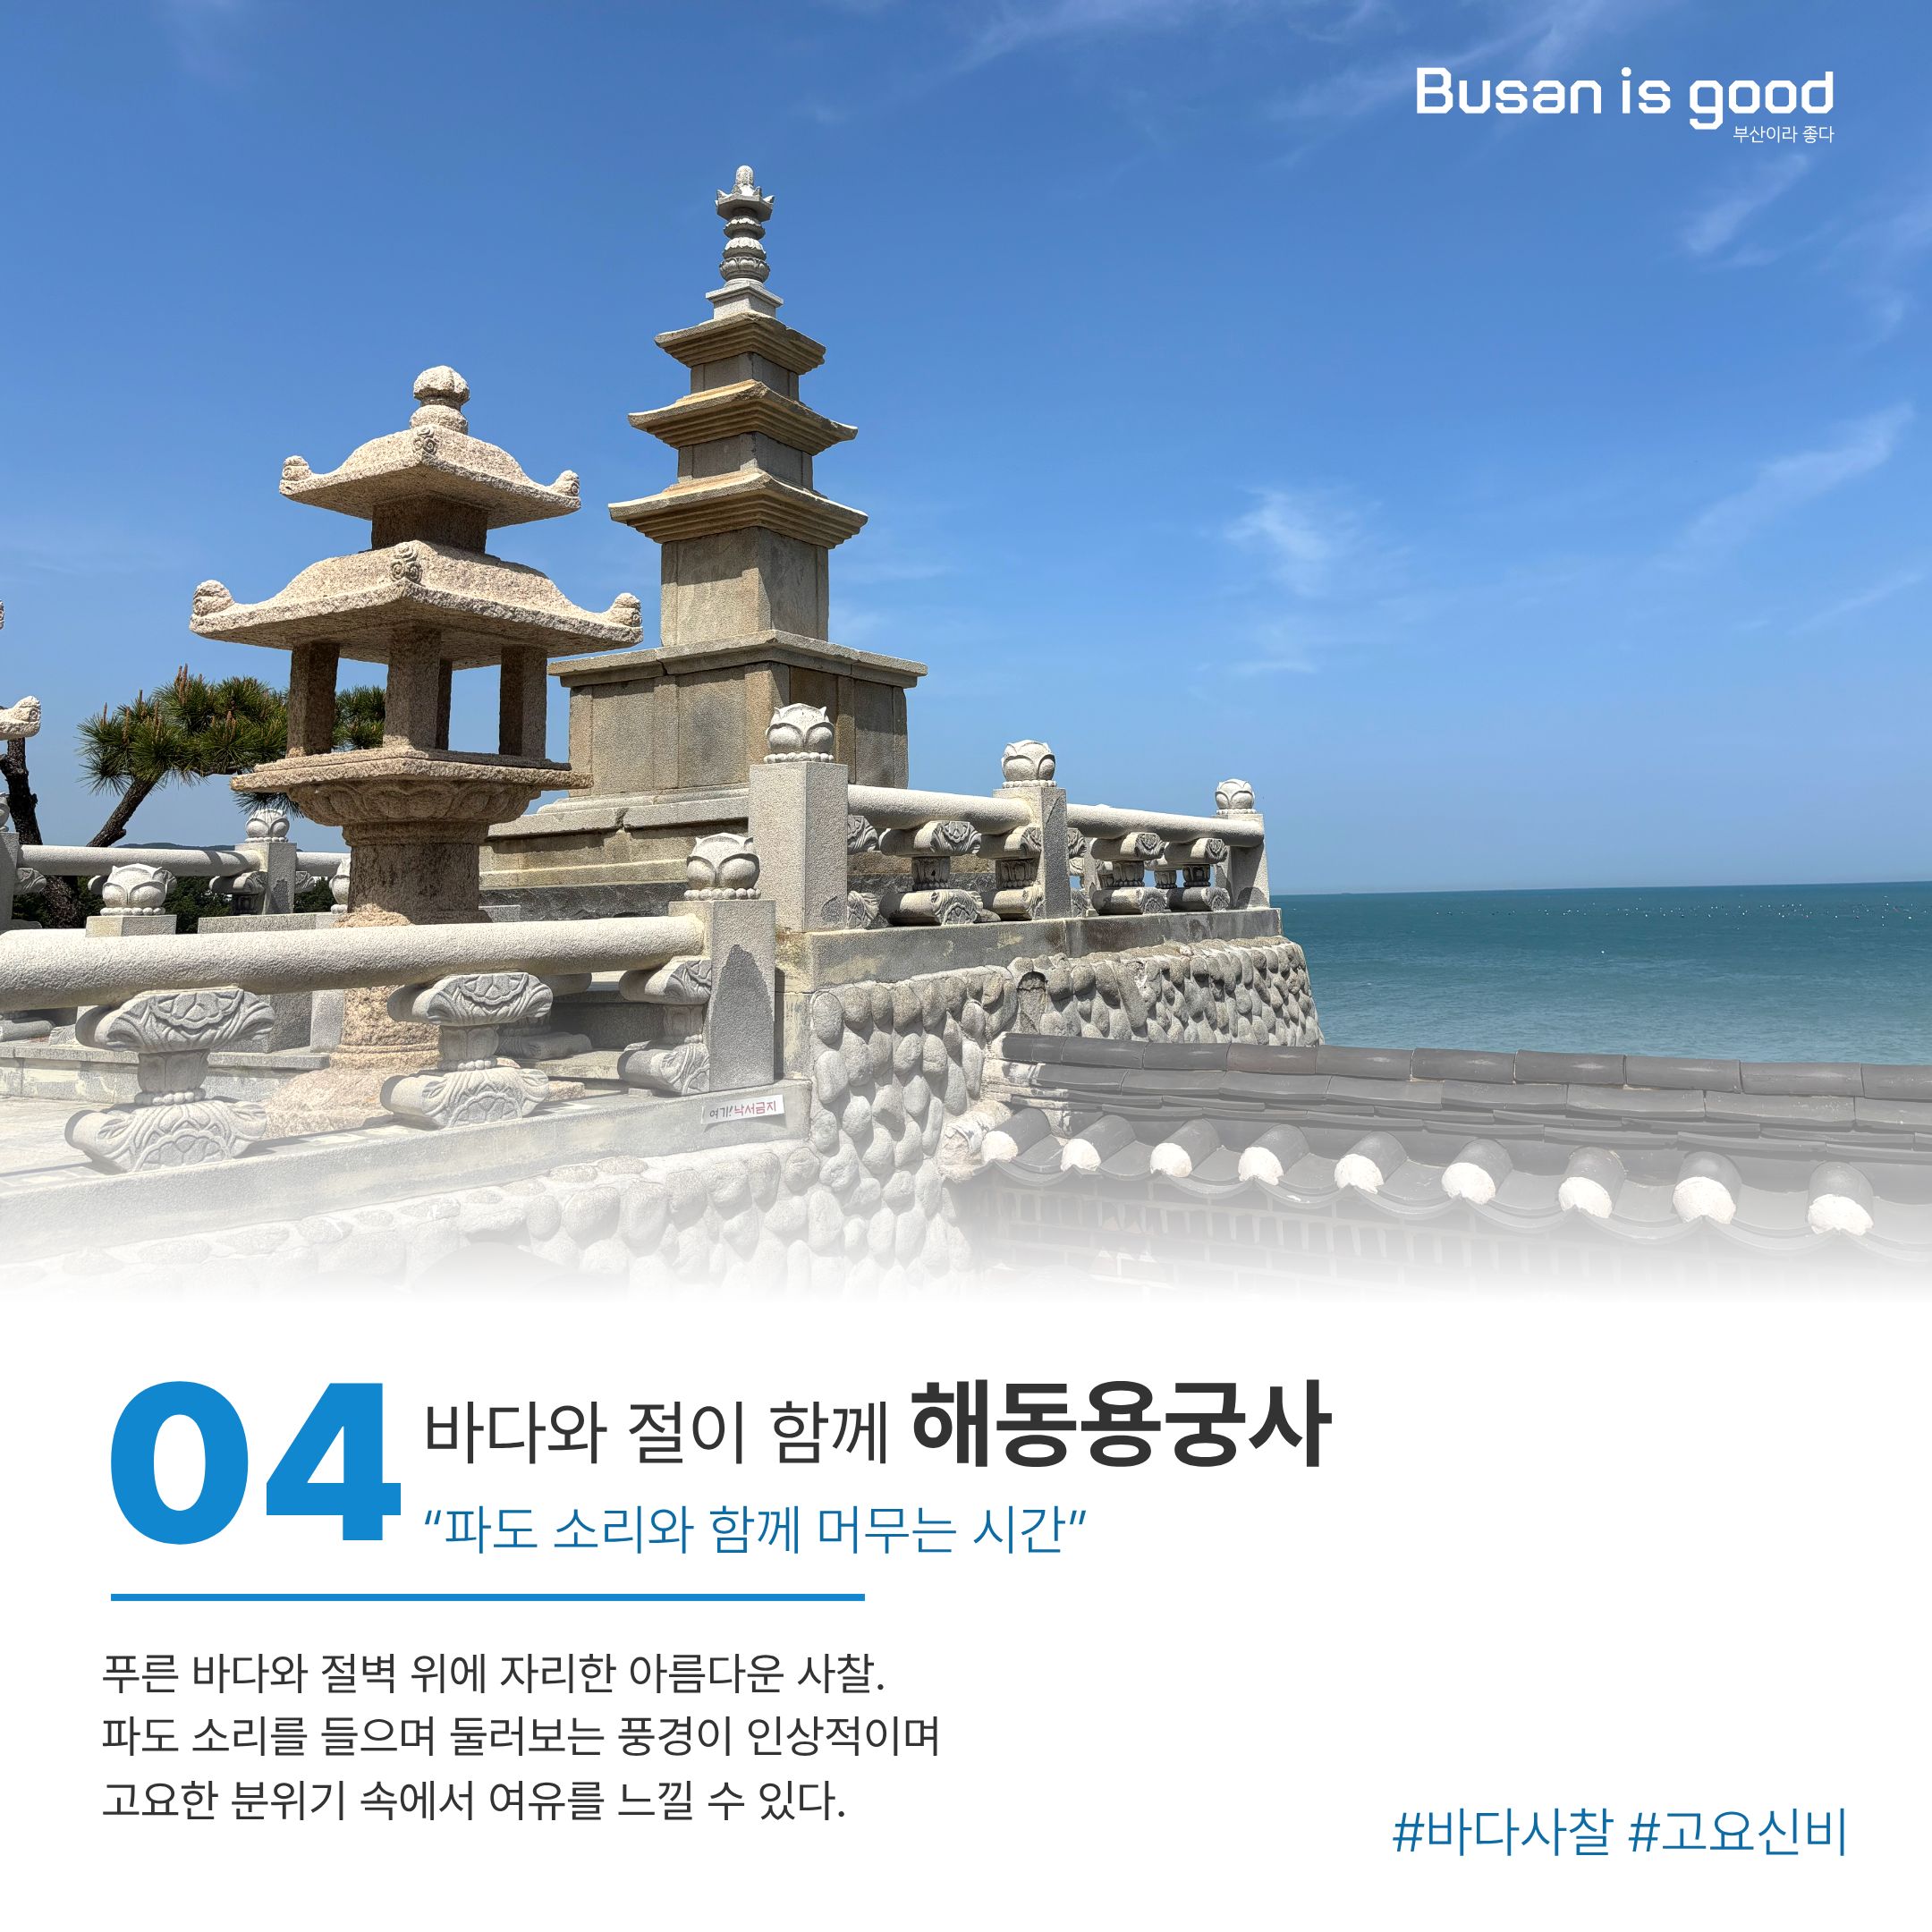 Busan is good
부산이라 좋다
여기! 낙서금지
04
바다와 절이 함께 해동용궁사
“파도 소리와 함께 머무는 시간”
푸른 바다와 절벽 위에 자리한 아름다운 사찰.
파도 소리를 들으며 둘러보는 풍경이 인상적이며
고요한 분위기 속에서 여유를 느낄 수 있다.
#바다사찰 #고요신비